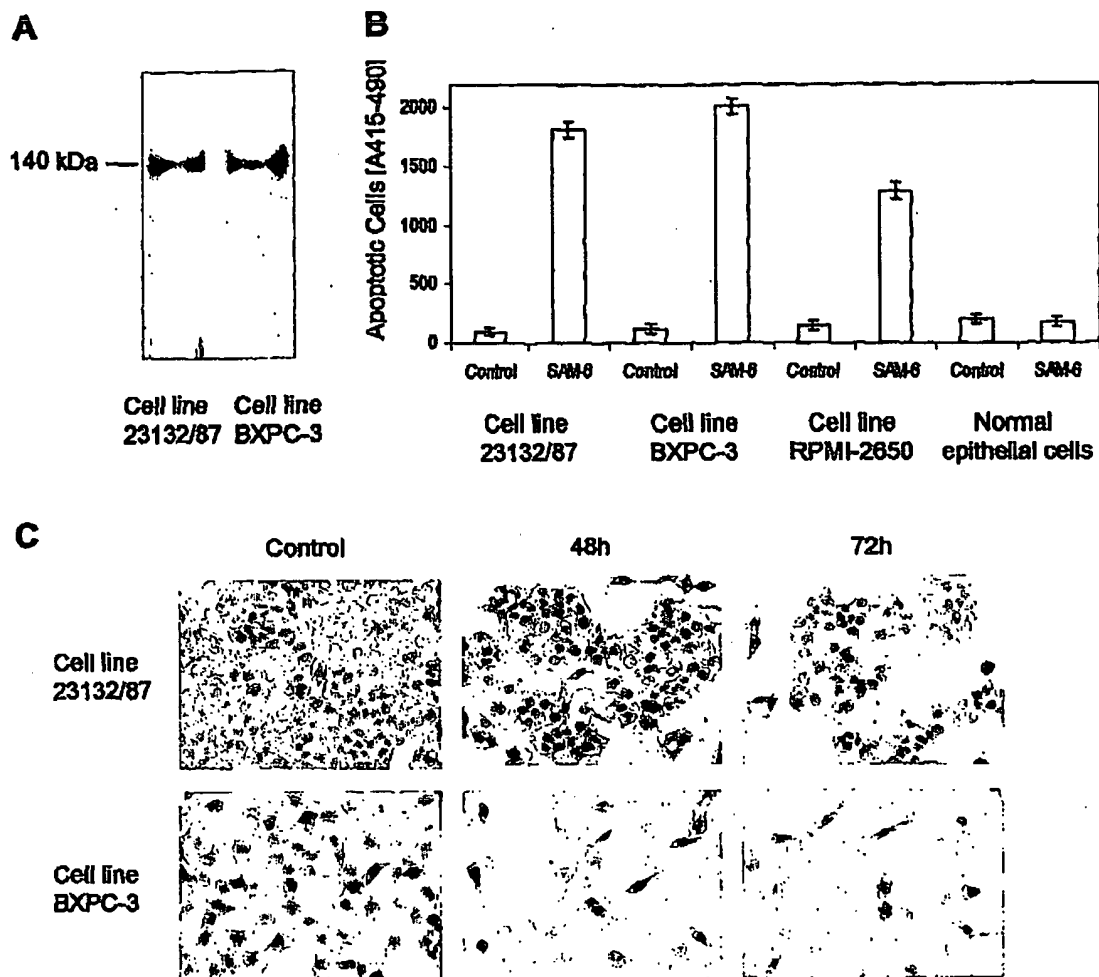 A
140 kDa
Cell line 23132/87
Cell line BXPC-3
B
Apoptotic Cells [A415-490]
2000
1500
1000
500
0
Control SAM-6 Control SAM-6 Control SAM-6 Control SAM-6
Cell line 23132/87
Cell line BXPC-3
Cell line RPMI-2650
Normal epithelial cells
C
Control 48h 72h
Cell line
23132/87
Cell line
BXPC-3